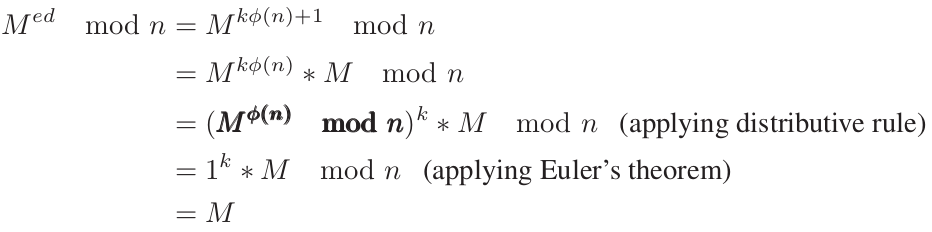 M^{ed} mod n = M^{kϕ(n)+1} mod n
= M^{kϕ(n)} ∗ M mod n
= (M^{ϕ(n)} mod n)^k ∗ M mod n (applying distributive rule)
= 1^k ∗ M mod n (applying Euler's theorem)
= M